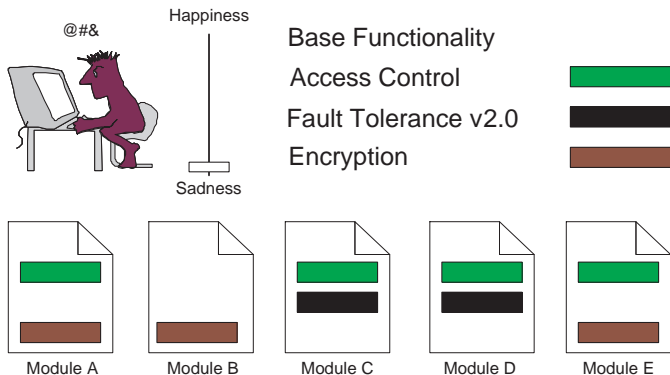 @#&
Happiness
Sadness
Base Functionality
Access Control
Fault Tolerance v2.0
Encryption
Module A
Module B
Module C
Module D
Module E